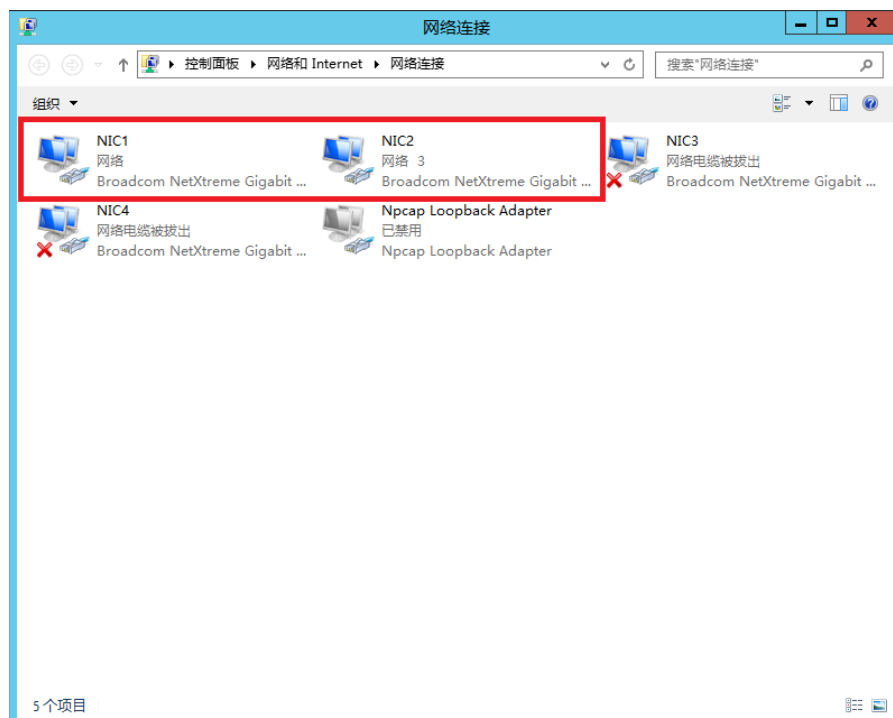 网络连接
控制面板 网络和 Internet 网络连接
搜索"网络连接"
组织
NIC1
网络
Broadcom NetXtreme Gigabit ...
NIC2
网络 3
Broadcom NetXtreme Gigabit ...
NIC3
网络电缆被拔出
Broadcom NetXtreme Gigabit ...
NIC4
网络电缆被拔出
Broadcom NetXtreme Gigabit ...
Npcap Loopback Adapter
已禁用
Npcap Loopback Adapter
5 个项目